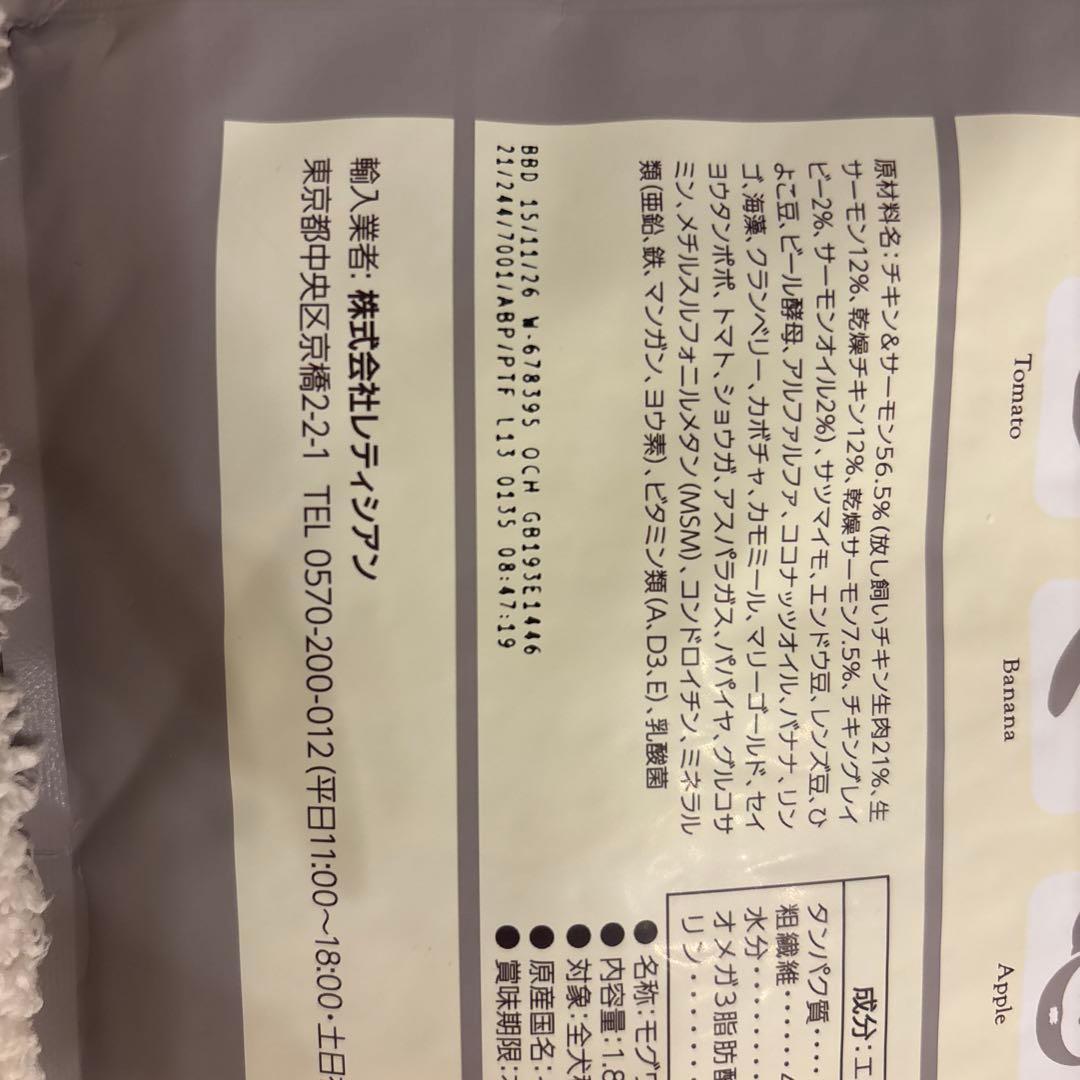 Tomato
Banana
Apple
原材料名:チキン&サーモン56.5%(放し飼いチキン生肉21%、生
サーモン12%、乾燥チキン12%、乾燥サーモン7.5%、チキングレイ
ビー2%、サーモンオイル2%)、サツマイモ、エンドウ豆、レンズ豆、ひ
よこ豆、ビール酵母、アルファルファ、ココナッツオイル、バナナ、リン
ゴ、海藻、クランベリー、カボチャ、カモミール、マリーゴールド、セイ
ヨウタンポポ、トマト、ショウガ、アスパラガス、パパイヤ、グルコサ
ミン、メチルスルフォニルメタン(MSM)、コンドロイチン、ミネラル
類(亜鉛、鉄、マンガン、ヨウ素)、ビタミン類(A、D3、E)、乳酸菌
BBD 15/11/26 W-678395 OCH GB193E1446
21/244/7001/ABP/PTF L13 0135 08:47:19
成分:エ
タンパク質‥‥
粗繊維‥‥‥
水分‥‥‥‥
オメガ3脂肪酸
リン‥‥‥‥
●名称:モグ
●内容量:1.8
●対象:全犬
●原産国名:
●賞味期限:
輸入業者:株式会社レティシアン
東京都中央区京橋2-2-1 TEL 0570-200-012(平日11:00〜18:00・土日